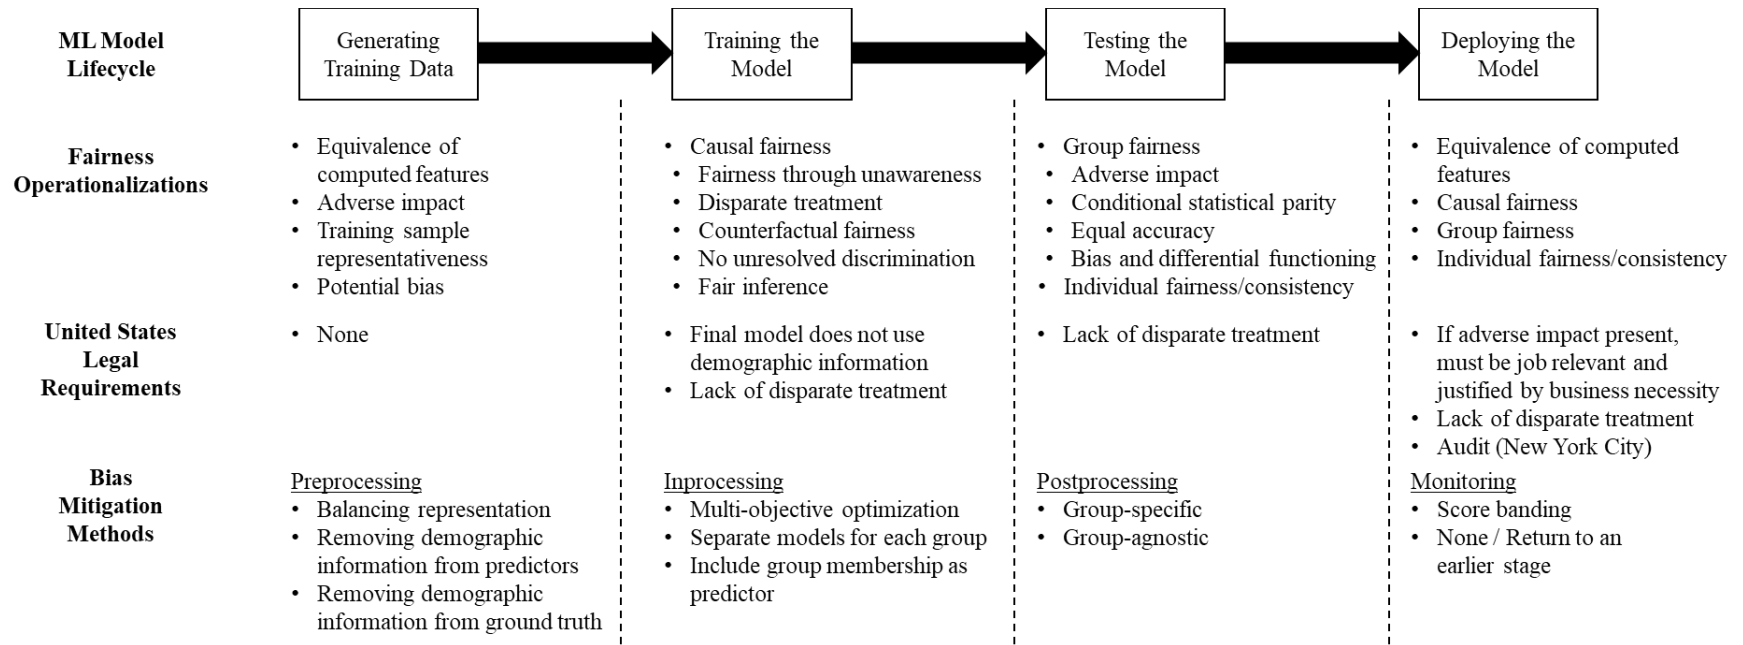 ML Model
Lifecycle
Generating
Training Data
Training the
Model
Testing the
Model
Deploying the
Model
Fairness
Operationalizations
• Equivalence of
computed features
• Adverse impact
• Training sample
representativeness
• Potential bias
• Causal fairness
• Fairness through unawareness
• Disparate treatment
• Counterfactual fairness
• No unresolved discrimination
• Fair inference
• Group fairness
• Adverse impact
• Conditional statistical parity
• Equal accuracy
• Bias and differential functioning
• Individual fairness/consistency
• Equivalence of computed
features
• Causal fairness
• Group fairness
• Individual fairness/consistency
United States
Legal
Requirements
• None
• Final model does not use
demographic information
• Lack of disparate treatment
• Lack of disparate treatment
• If adverse impact present,
must be job relevant and
justified by business necessity
• Lack of disparate treatment
• Audit (New York City)
Bias
Mitigation
Methods
Preprocessing
• Balancing representation
• Removing demographic
information from predictors
• Removing demographic
information from ground truth
Inprocessing
• Multi-objective optimization
• Separate models for each group
• Include group membership as
predictor
Postprocessing
• Group-specific
• Group-agnostic
Monitoring
• Score banding
• None / Return to an
earlier stage